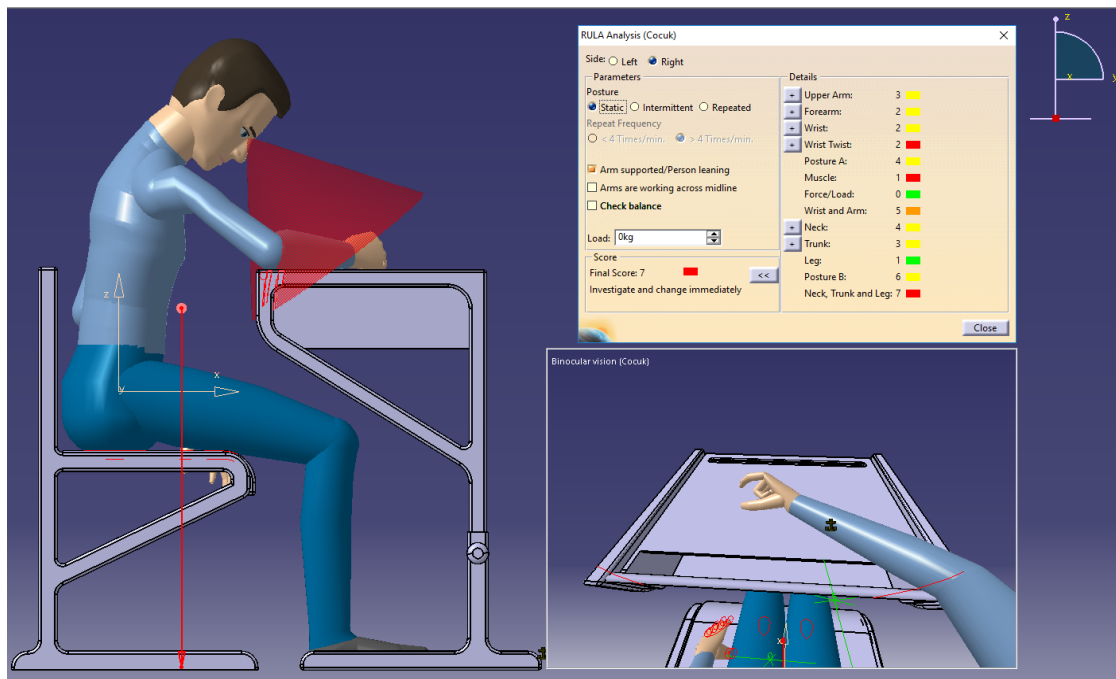 RULA Analysis (Cocuk)
Side: Left Right
Parameters
Posture
Static Intermittent Repeated
Repeat Frequency
< 4 Times/min. > 4 Times/min.
Arm supported/Person leaning
Arms are working across midline
Check balance
Load: 0kg
Score
Final Score: 7
<<
Investigate and change immediately
Details
+ Upper Arm: 3
+ Forearm: 2
+ Wrist: 2
+ Wrist Twist: 2
Posture A: 4
Muscle: 1
Force/Load: 0
Wrist and Arm: 5
+ Neck: 4
+ Trunk: 3
Leg: 1
Posture B: 6
Neck, Trunk and Leg: 7
Close
z
x
y
z
x
y
Binocular vision (Cocuk)
x